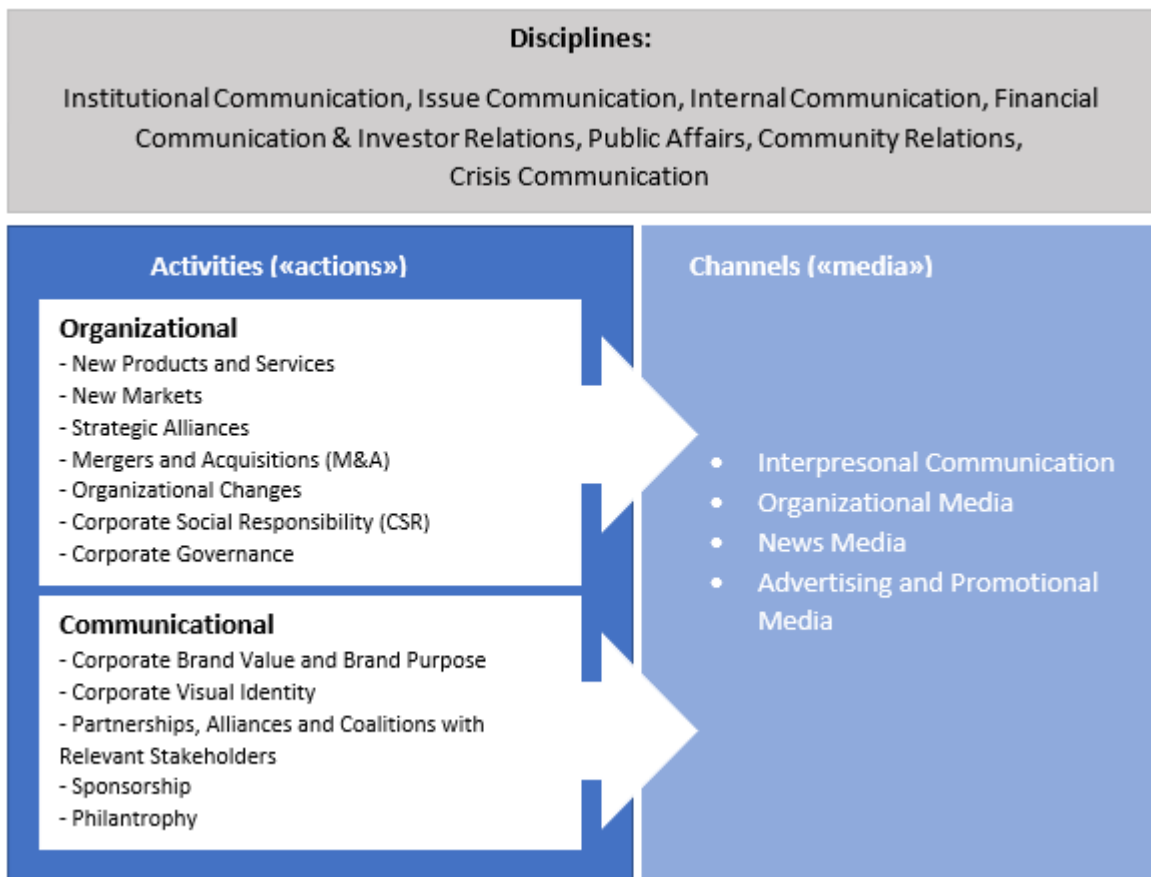 Disciplines:
Institutional Communication, Issue Communication, Internal Communication, Financial
Communication & Investor Relations, Public Affairs, Community Relations,
Crisis Communication
Activities («actions»)
Organizational
- New Products and Services
- New Markets
- Strategic Alliances
- Mergers and Acquisitions (M&A)
- Organizational Changes
- Corporate Social Responsibility (CSR)
- Corporate Governance
Communicational
- Corporate Brand Value and Brand Purpose
- Corporate Visual Identity
- Partnerships, Alliances and Coalitions with
Relevant Stakeholders
- Sponsorship
- Philantrophy
Channels («media»)
• Interpresonal Communication
• Organizational Media
• News Media
• Advertising and Promotional
Media